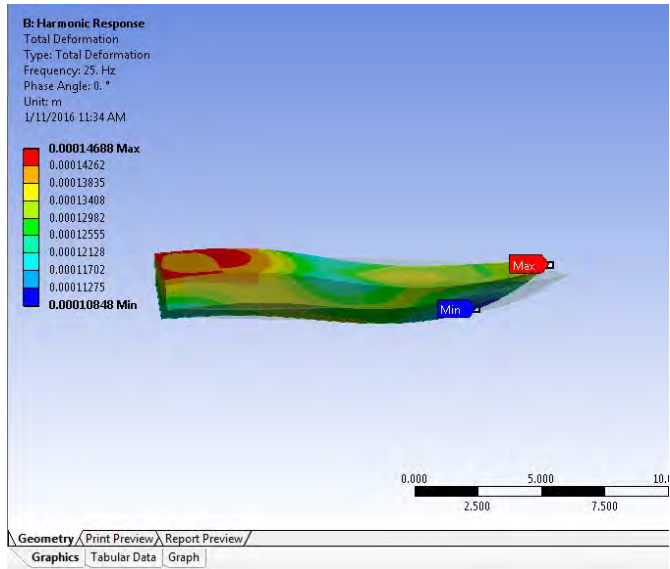 B: Harmonic Response
Total Deformation
Type: Total Deformation
Frequency: 25. Hz
Phase Angle: 0. °
Unit: m
1/11/2016 11:34 AM
0.00014688 Max
0.00014262
0.00013835
0.00013408
0.00012982
0.00012555
0.00012128
0.00011702
0.00011275
0.00010848 Min
Max
Min
0.000 5.000 10.0
2.500 7.500
Geometry Print Preview Report Preview
Graphics Tabular Data Graph